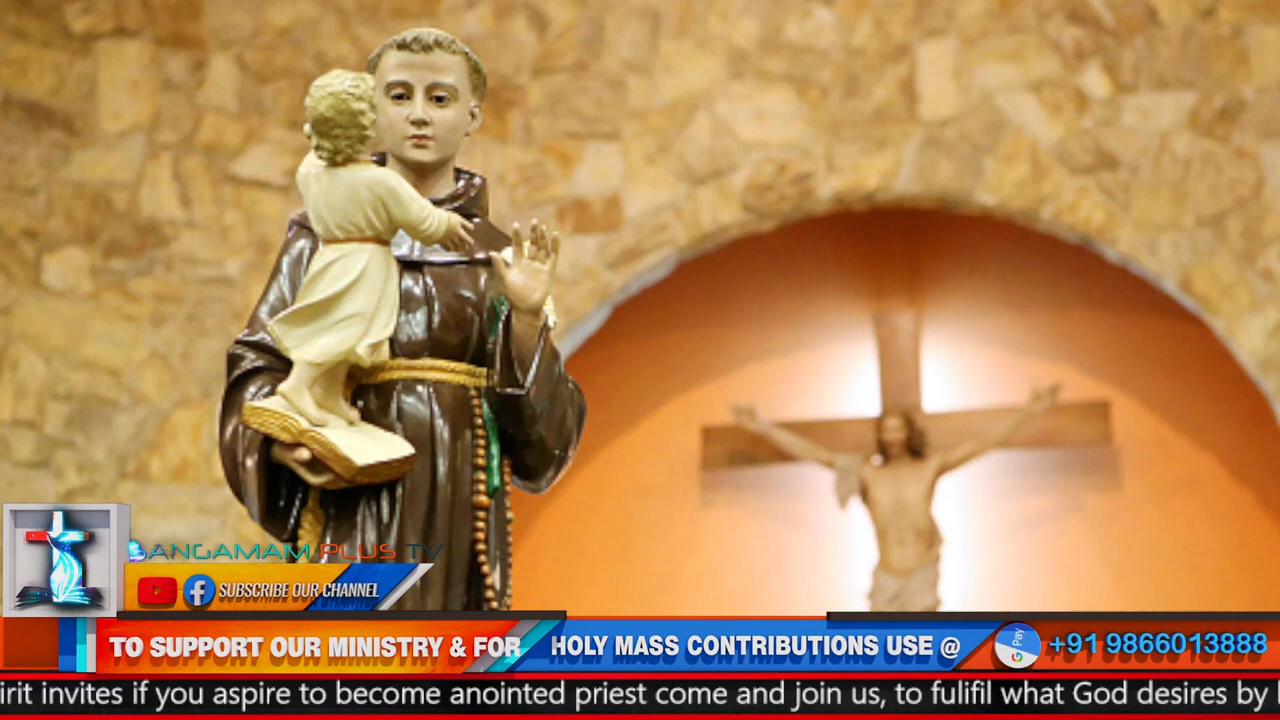 SANGAMAM PLUS TV
SUBSCRIBE OUR CHANNEL
TO SUPPORT OUR MINISTRY & FOR HOLY MASS CONTRIBUTIONS USE @ G Pay +91 9866013888
invites if you aspire to become anointed priest come and join us, to fulifil what God desires by